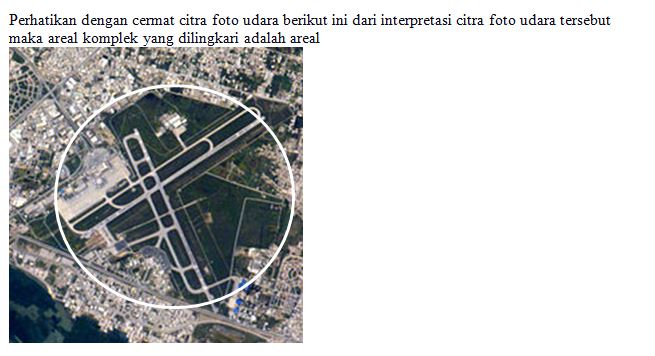 Perhatikan dengan cermat citra foto udara berikut ini dari interpretasi citra foto udara tersebut
maka areal komplek yang dilingkari adalah areal